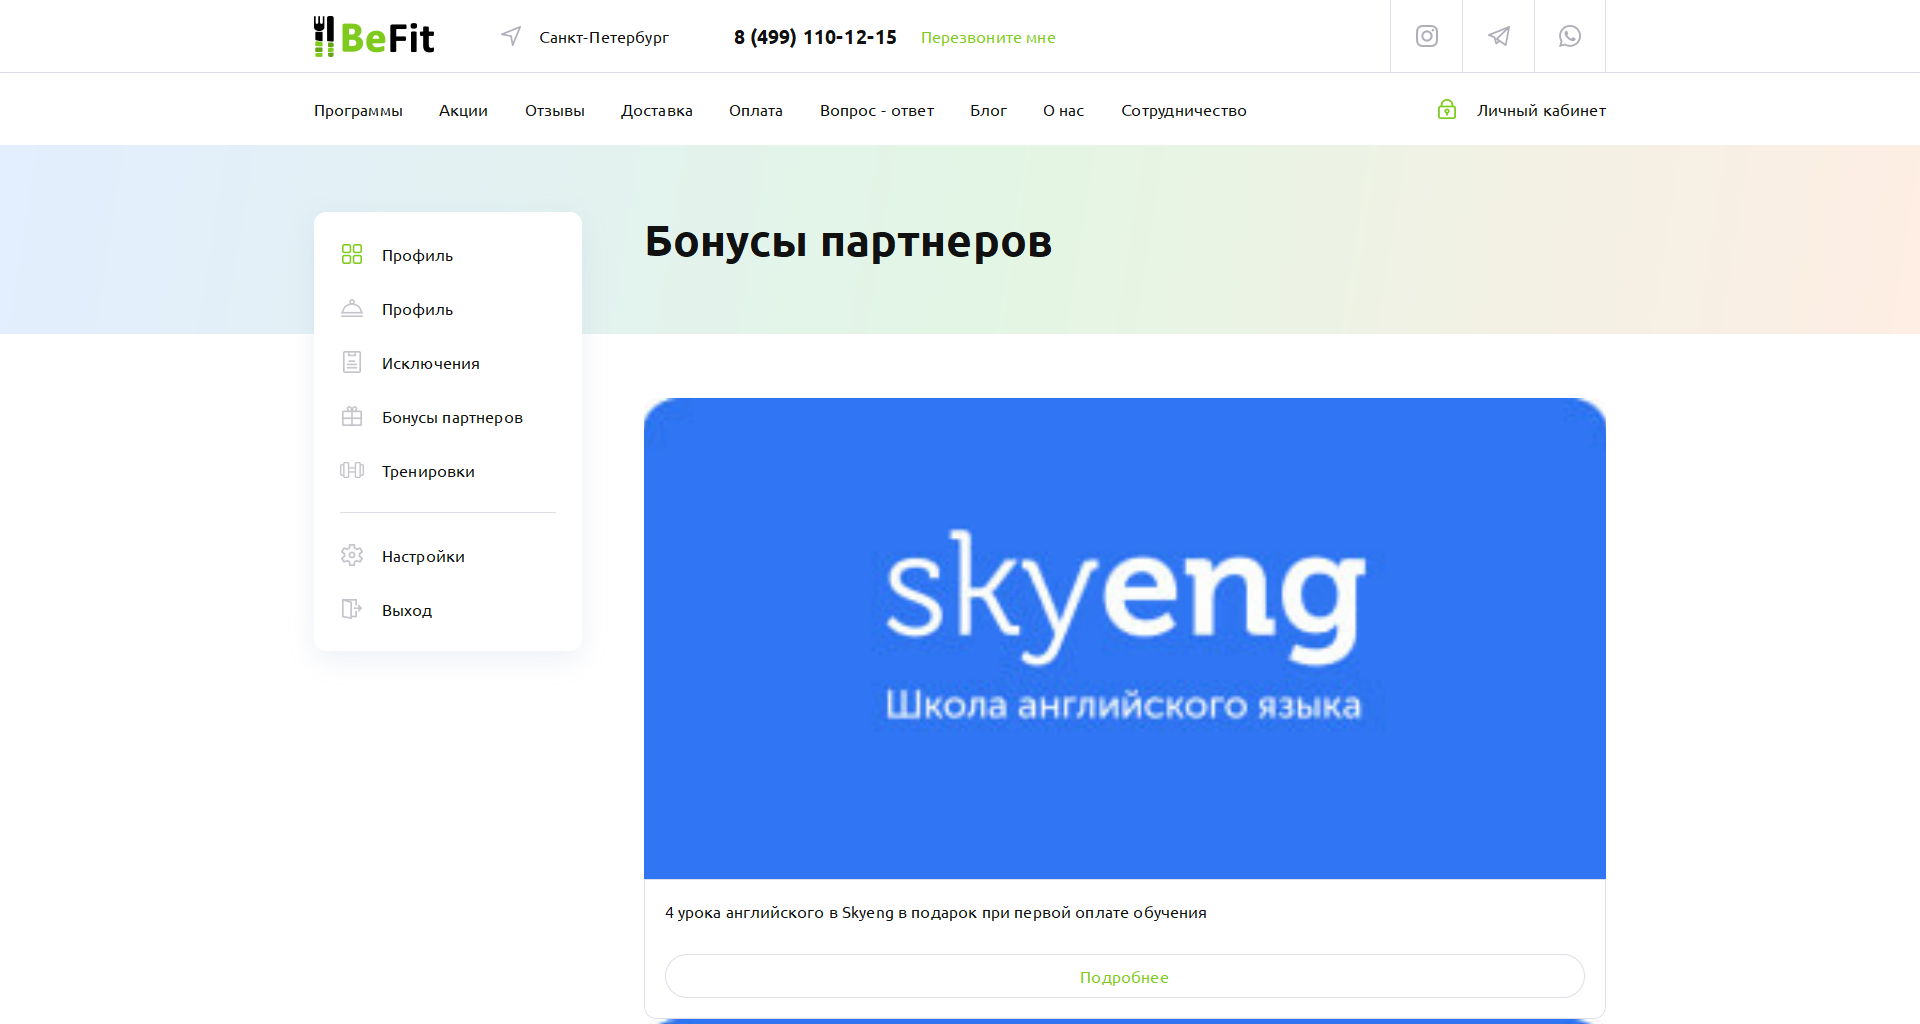 BeFit
Санкт-Петербург
8 (499) 110-12-15
Перезвоните мне
Программы
Акции
Отзывы
Доставка
Оплата
Вопрос - ответ
Блог
О нас
Сотрудничество
Личный кабинет
Профиль
Профиль
Исключения
Бонусы партнеров
Тренировки
Настройки
Выход
Бонусы партнеров
skyeng
Школа английского языка
4 урока английского в Skyeng в подарок при первой оплате обучения
Подробнее